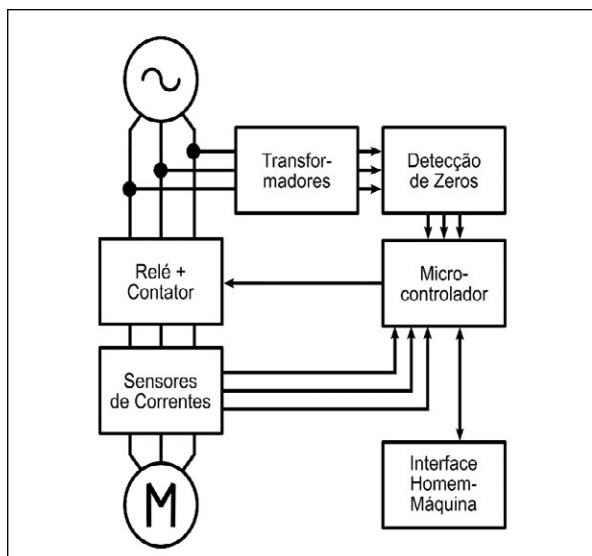 Transfor-
madores
Detecção
de Zeros
Relé +
Contator
Micro-
controlador
Sensores
de Correntes
Interface
Homem-
Máquina
M